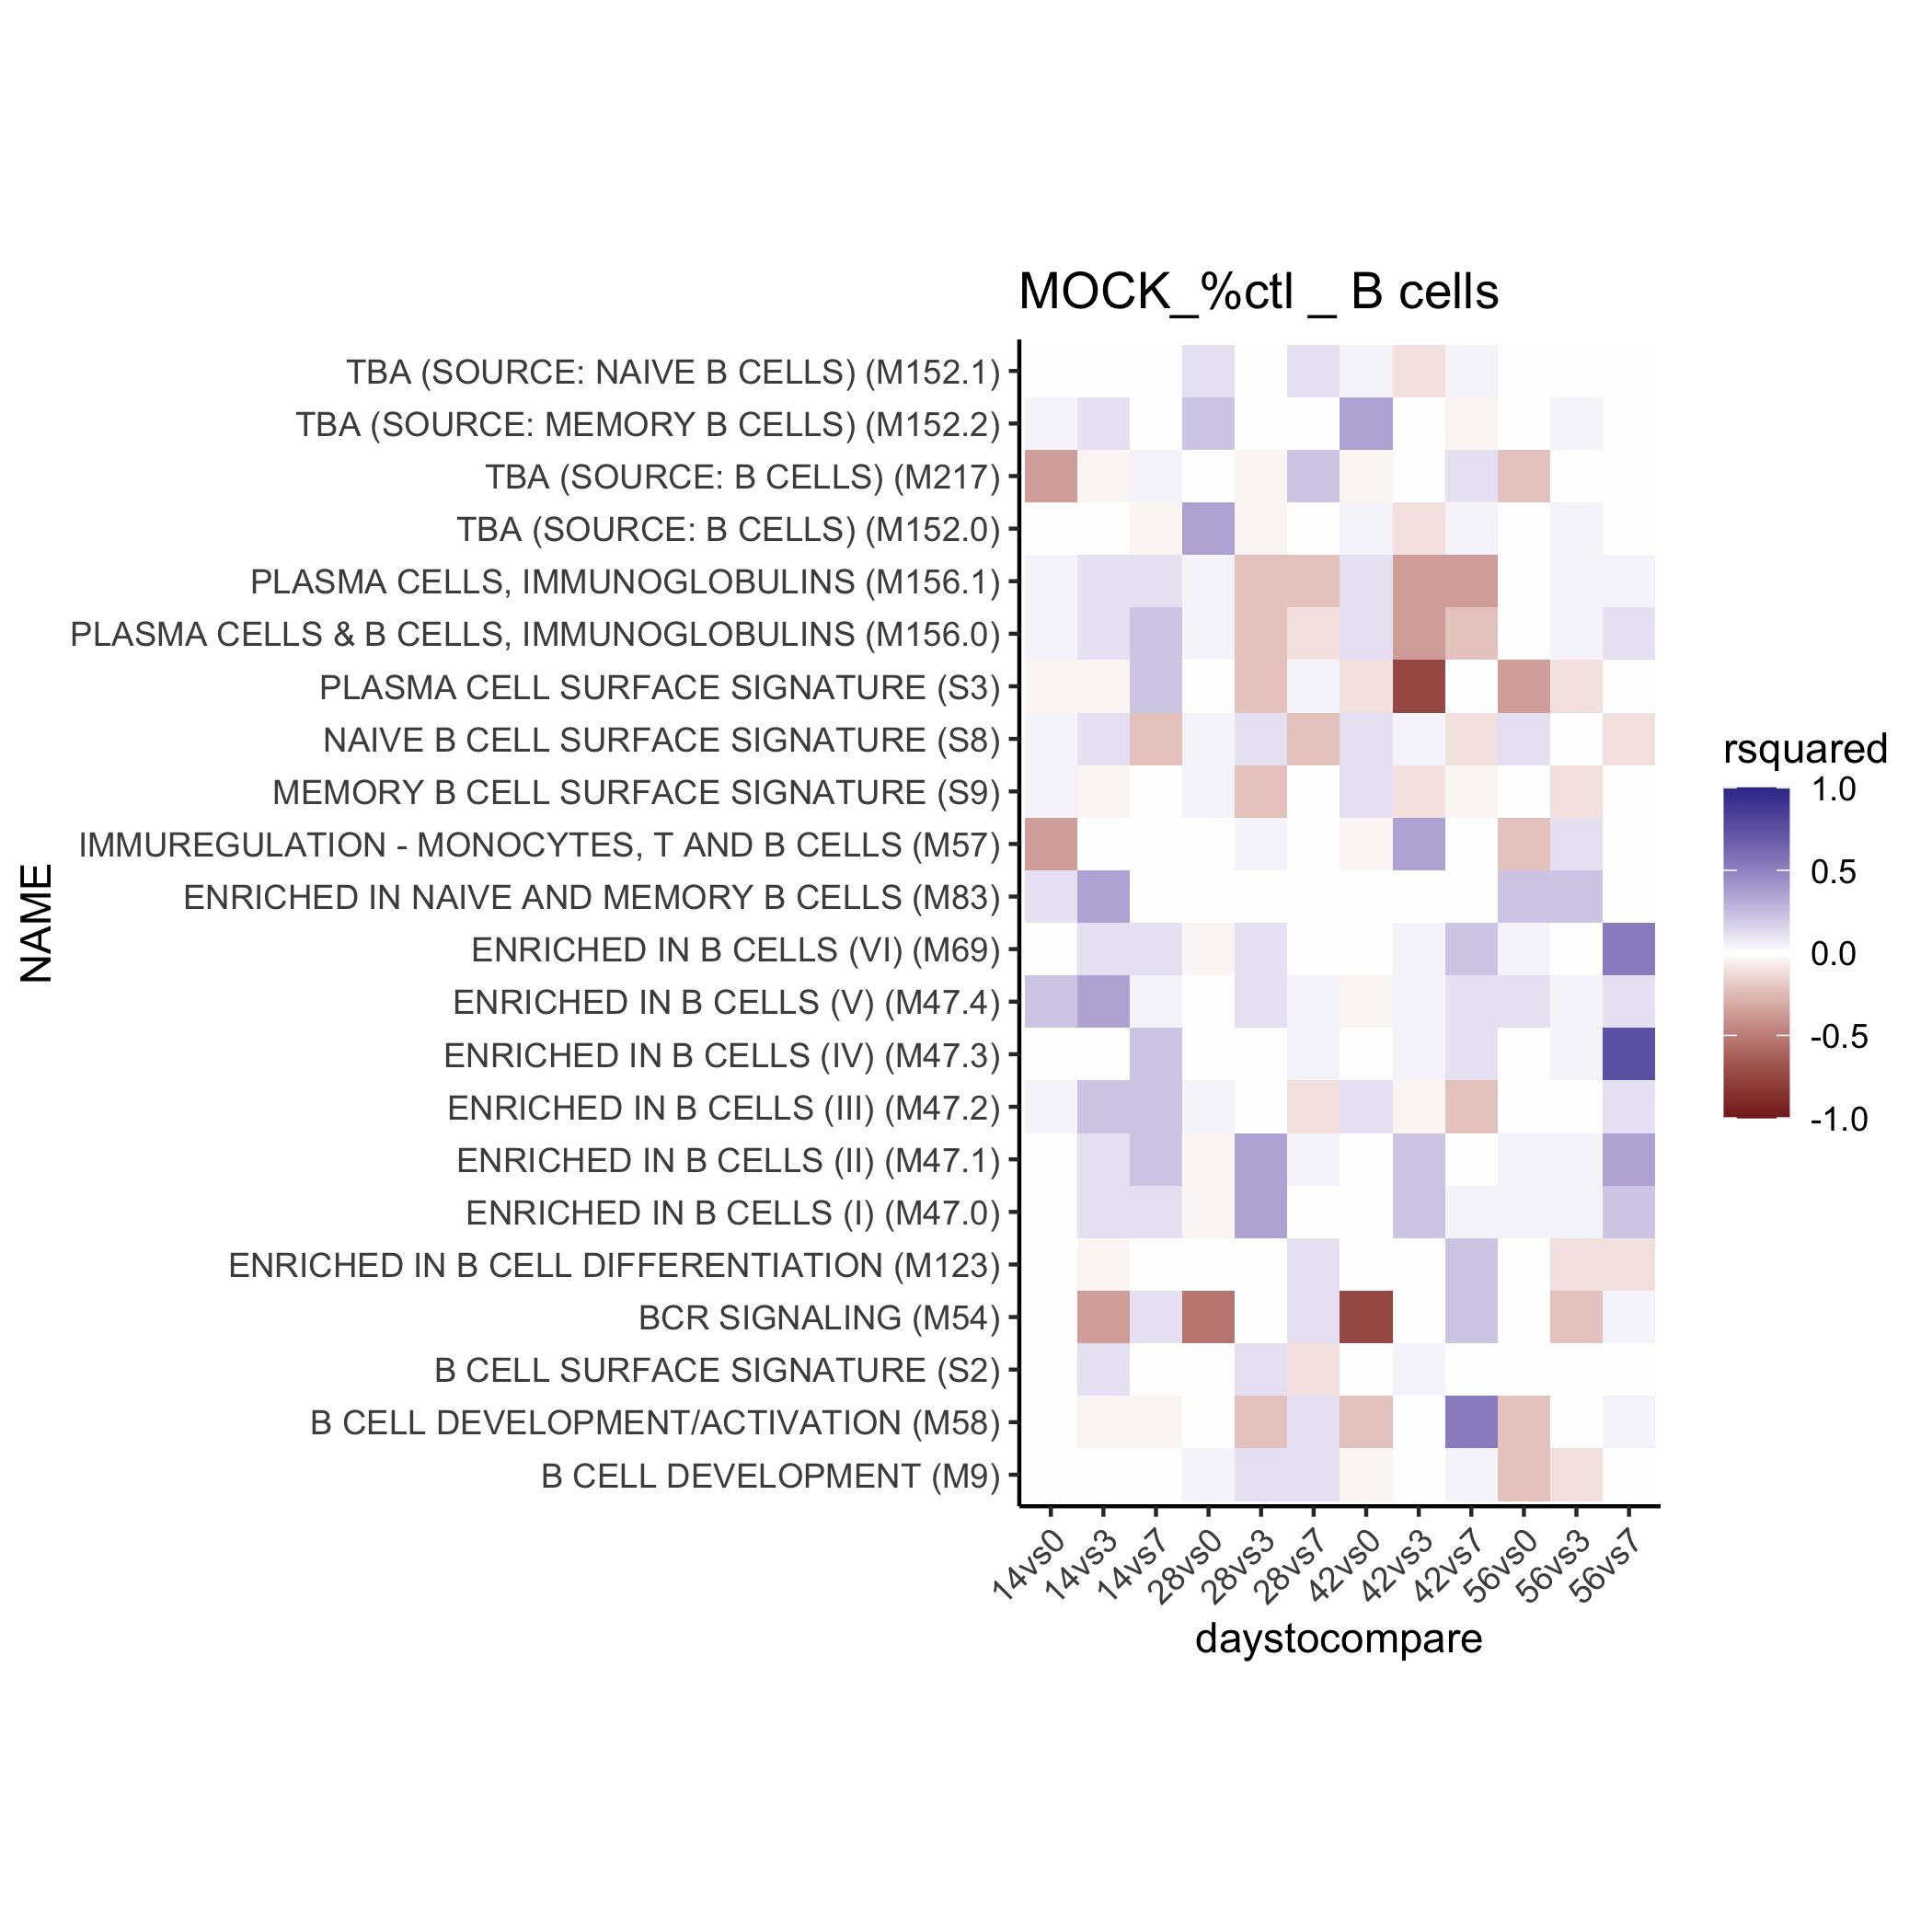 MOCK_%ctl _ B cells
TBA (SOURCE: NAIVE B CELLS) (M152.1)
TBA (SOURCE: MEMORY B CELLS) (M152.2)
TBA (SOURCE: B CELLS) (M217)
TBA (SOURCE: B CELLS) (M152.0)
PLASMA CELLS, IMMUNOGLOBULINS (M156.1)
PLASMA CELLS & B CELLS, IMMUNOGLOBULINS (M156.0)
PLASMA CELL SURFACE SIGNATURE (S3)
NAIVE B CELL SURFACE SIGNATURE (S8)
MEMORY B CELL SURFACE SIGNATURE (S9)
IMMUREGULATION - MONOCYTES, T AND B CELLS (M57)
ENRICHED IN NAIVE AND MEMORY B CELLS (M83)
ENRICHED IN B CELLS (VI) (M69)
ENRICHED IN B CELLS (V) (M47.4)
ENRICHED IN B CELLS (IV) (M47.3)
ENRICHED IN B CELLS (III) (M47.2)
ENRICHED IN B CELLS (II) (M47.1)
ENRICHED IN B CELLS (I) (M47.0)
ENRICHED IN B CELL DIFFERENTIATION (M123)
BCR SIGNALING (M54)
B CELL SURFACE SIGNATURE (S2)
B CELL DEVELOPMENT/ACTIVATION (M58)
B CELL DEVELOPMENT (M9)
NAME
14vs0
14vs3
14vs7
28vs0
28vs3
28vs7
42vs0
42vs3
42vs7
56vs0
56vs3
56vs7
daystocompare
rsquared
1.0
0.5
0.0
-0.5
-1.0